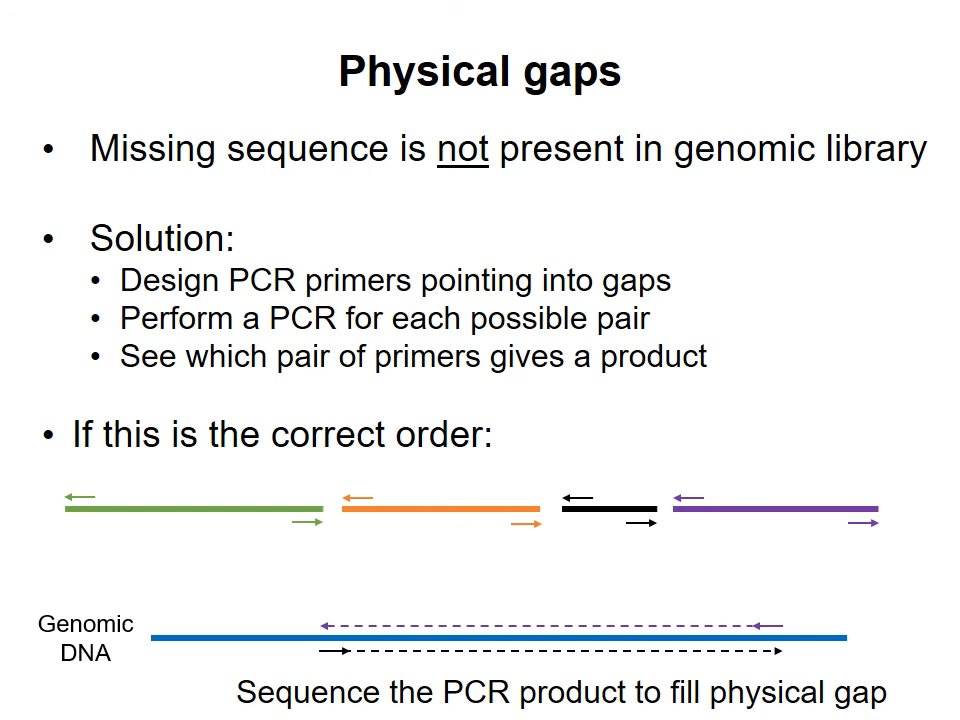 Physical gaps
• Missing sequence is not present in genomic library
• Solution:
• Design PCR primers pointing into gaps
• Perform a PCR for each possible pair
• See which pair of primers gives a product
• If this is the correct order:
Genomic
DNA
Sequence the PCR product to fill physical gap